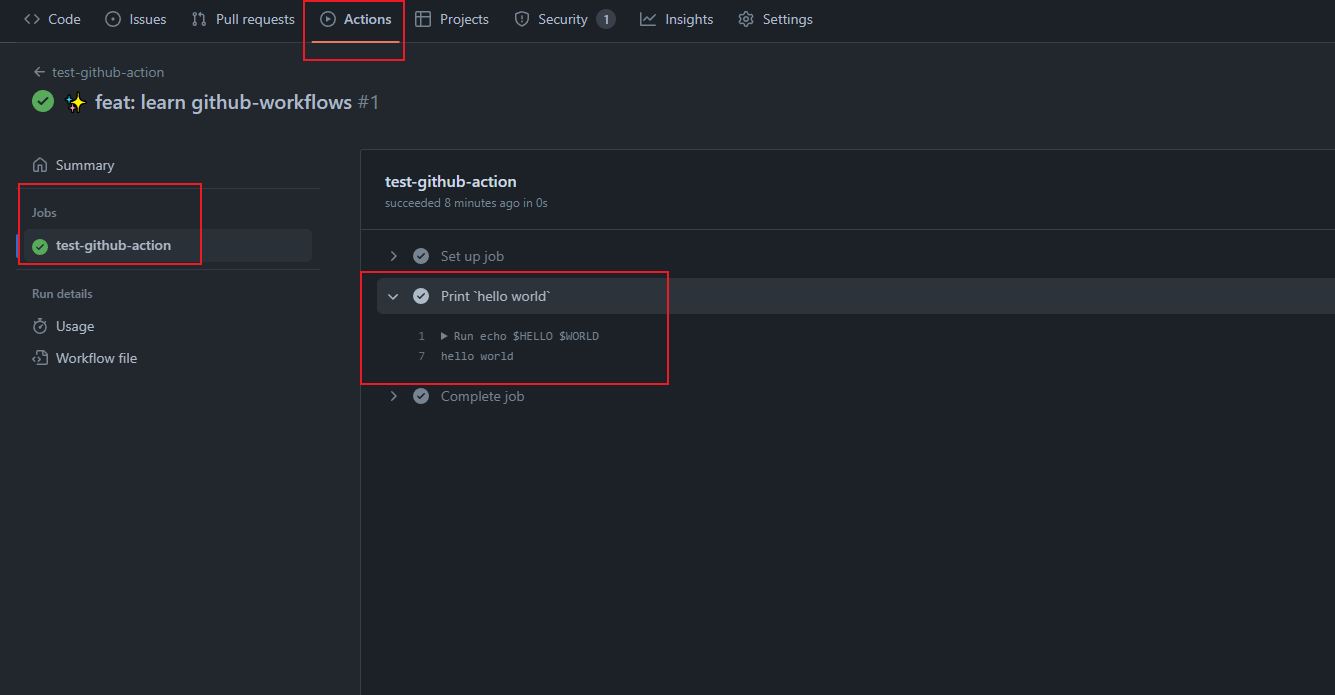 Code Issues Pull requests Actions Projects Security 1 Insights Settings
test-github-action
✨ feat: learn github-workflows #1
Summary
Jobs
test-github-action
Run details
Usage
Workflow file
test-github-action
succeeded 8 minutes ago in 0s
Set up job
Print `hello world`
1 Run echo $HELLO $WORLD
7 hello world
Complete job